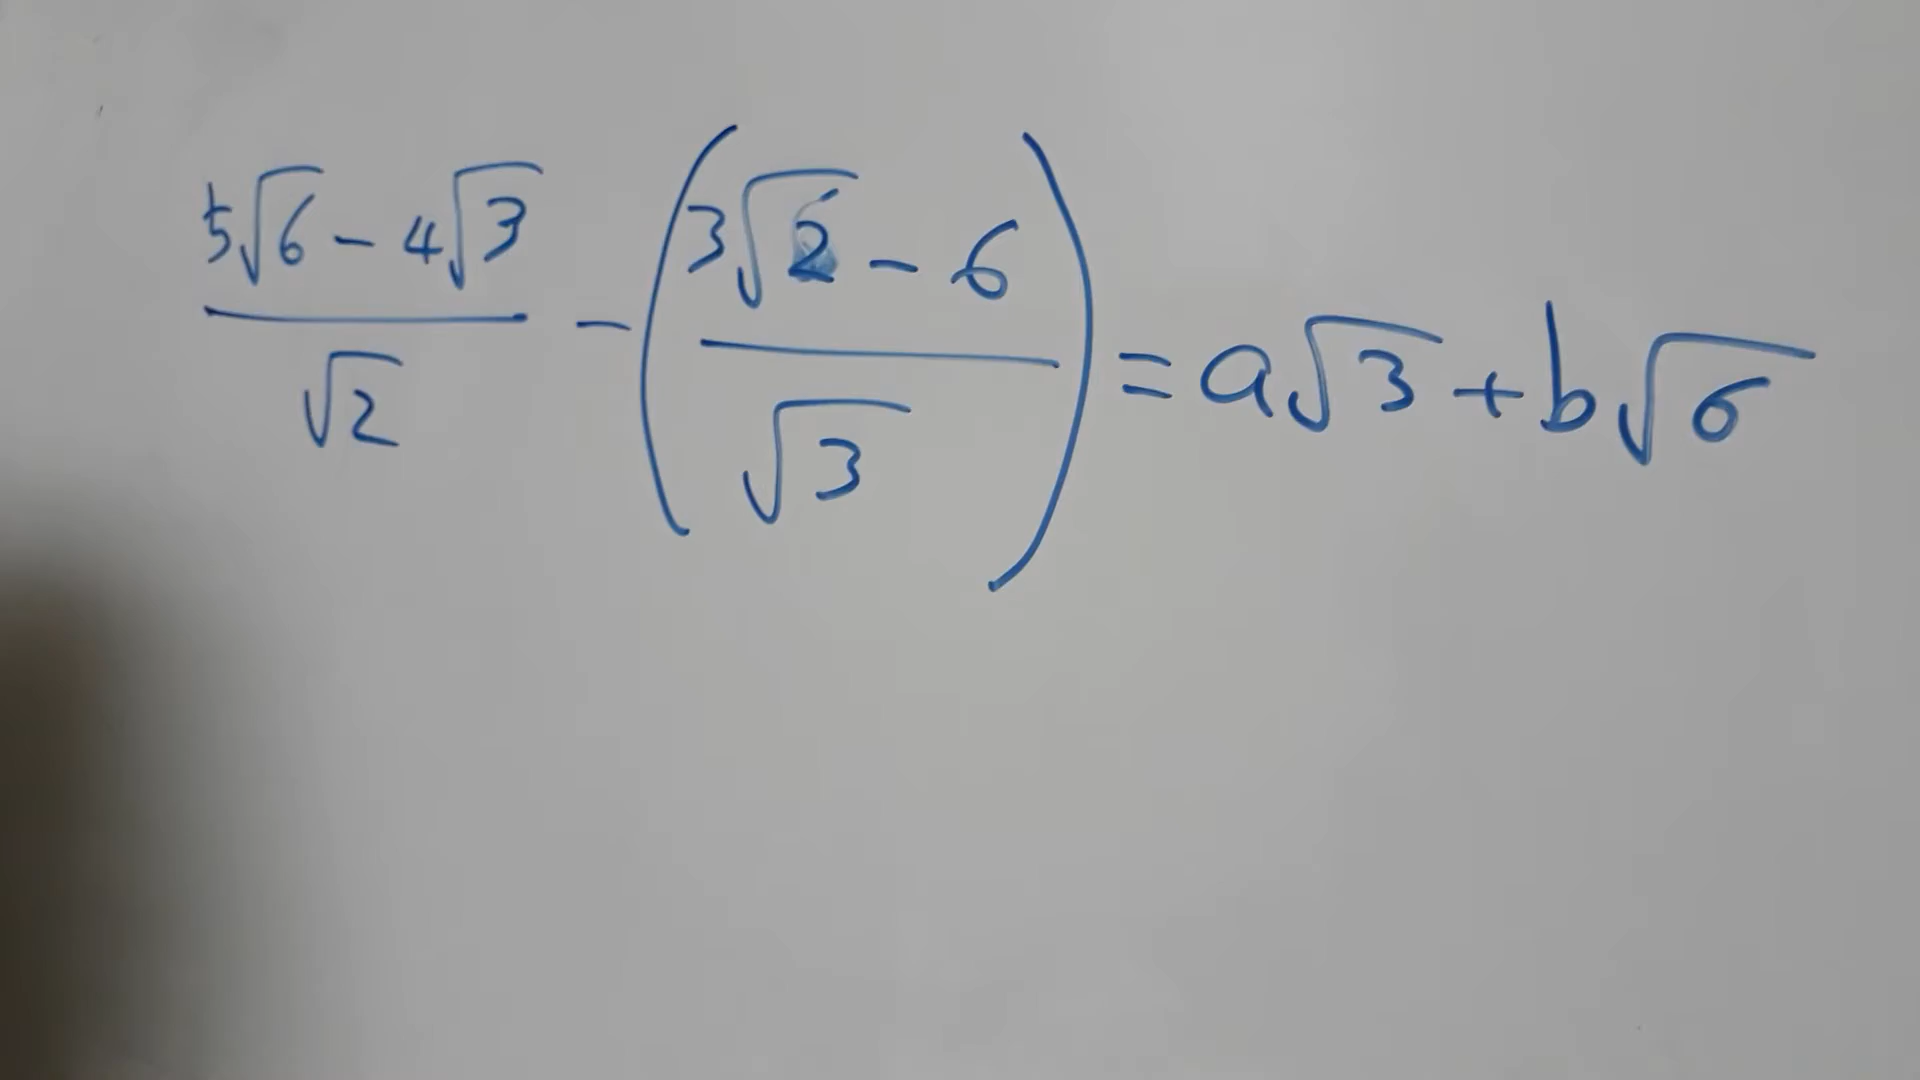 (5√6 − 4√3)/√2 − ((3√2 − 6)/√3) = a√3 + b√6